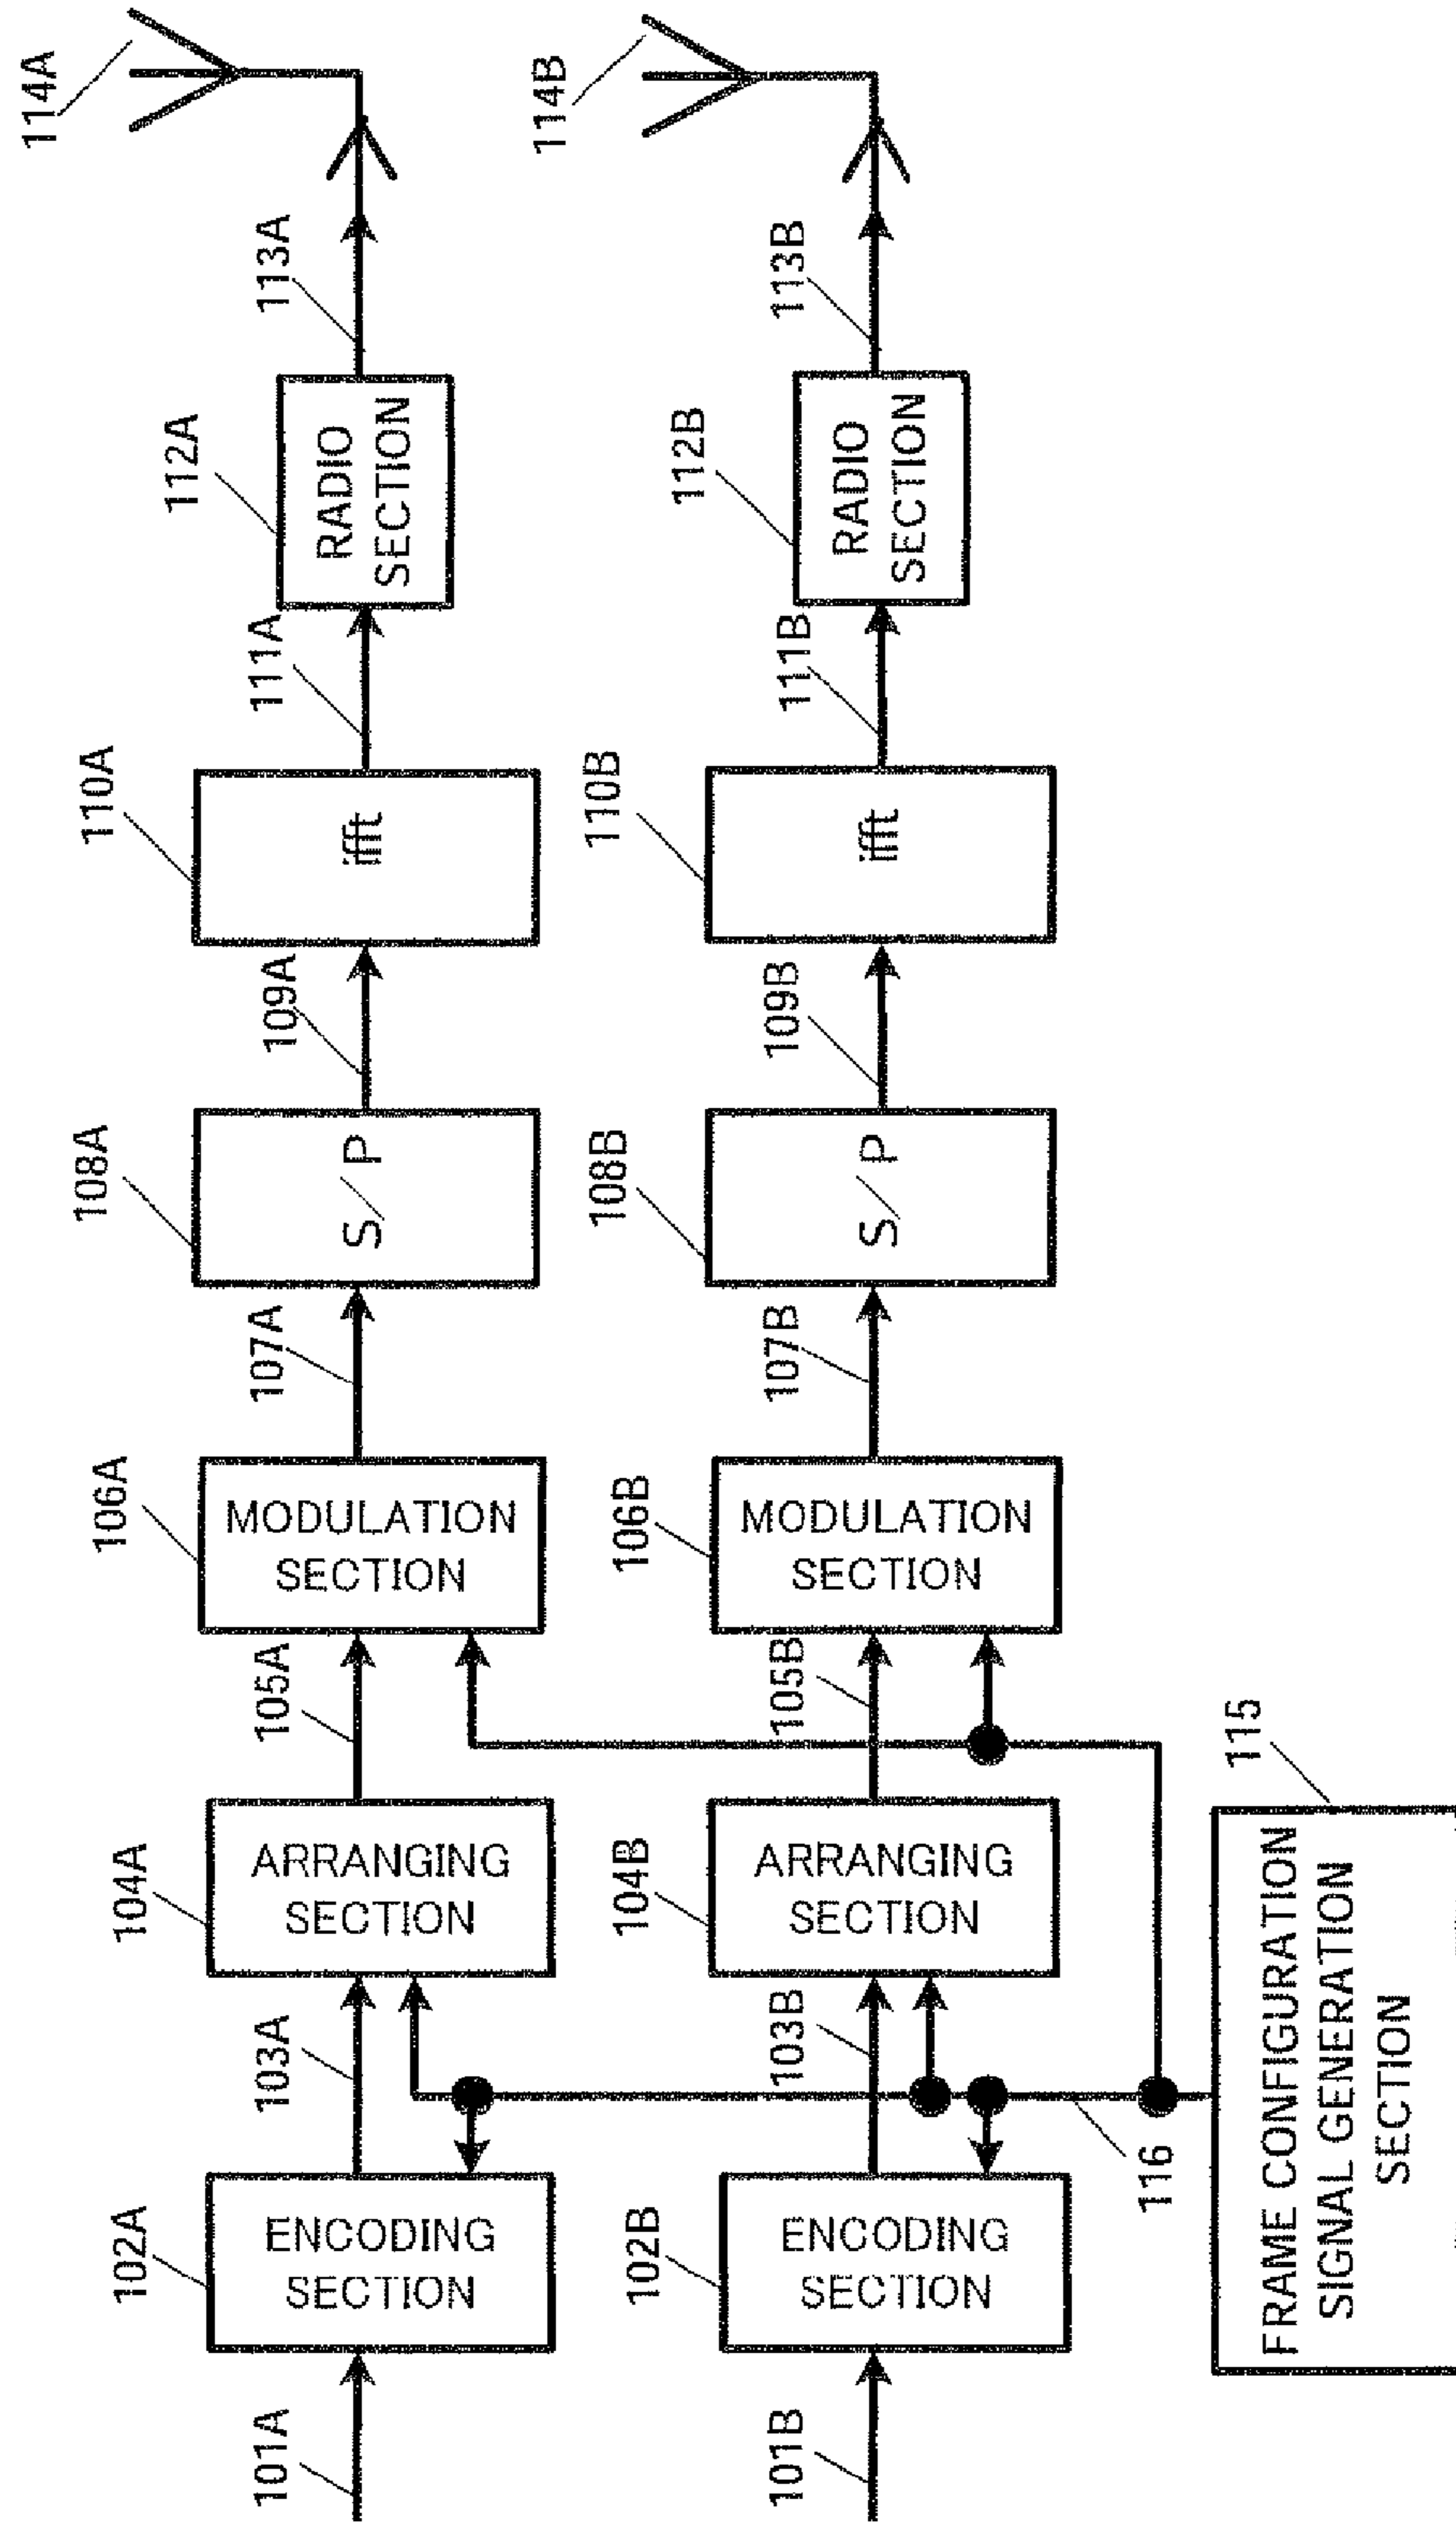 101A
102A
ENCODING
SECTION
103A
104A
ARRANGING
SECTION
105A
106A
MODULATION
SECTION
107A
108A
S/P
109A
110A
ifft
111A
112A
RADIO
SECTION
113A
114A
101B
102B
ENCODING
SECTION
103B
104B
ARRANGING
SECTION
105B
106B
MODULATION
SECTION
107B
108B
S/P
109B
110B
ifft
111B
112B
RADIO
SECTION
113B
114B
116
115
FRAME CONFIGURATION
SIGNAL GENERATION
SECTION